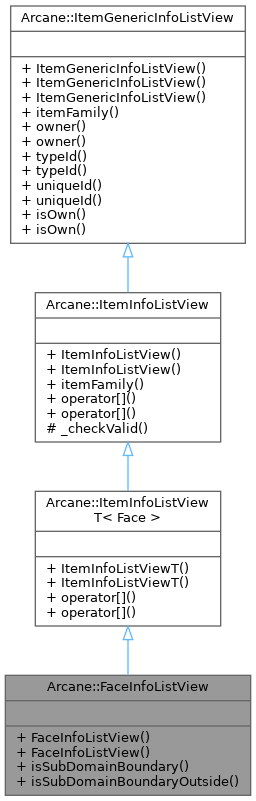 Arcane::ItemGenericInfoListView
+ ItemGenericInfoListView()
+ ItemGenericInfoListView()
+ ItemGenericInfoListView()
+ itemFamily()
+ owner()
+ owner()
+ typeId()
+ typeId()
+ uniqueId()
+ uniqueId()
+ isOwn()
+ isOwn()
Arcane::ItemInfoListView
+ ItemInfoListView()
+ ItemInfoListView()
+ itemFamily()
+ operator[]()
+ operator[]()
# _checkValid()
Arcane::ItemInfoListView
T< Face >
+ ItemInfoListViewT()
+ ItemInfoListViewT()
+ operator[]()
+ operator[]()
Arcane::FaceInfoListView
+ FaceInfoListView()
+ FaceInfoListView()
+ isSubDomainBoundary()
+ isSubDomainBoundaryOutside()